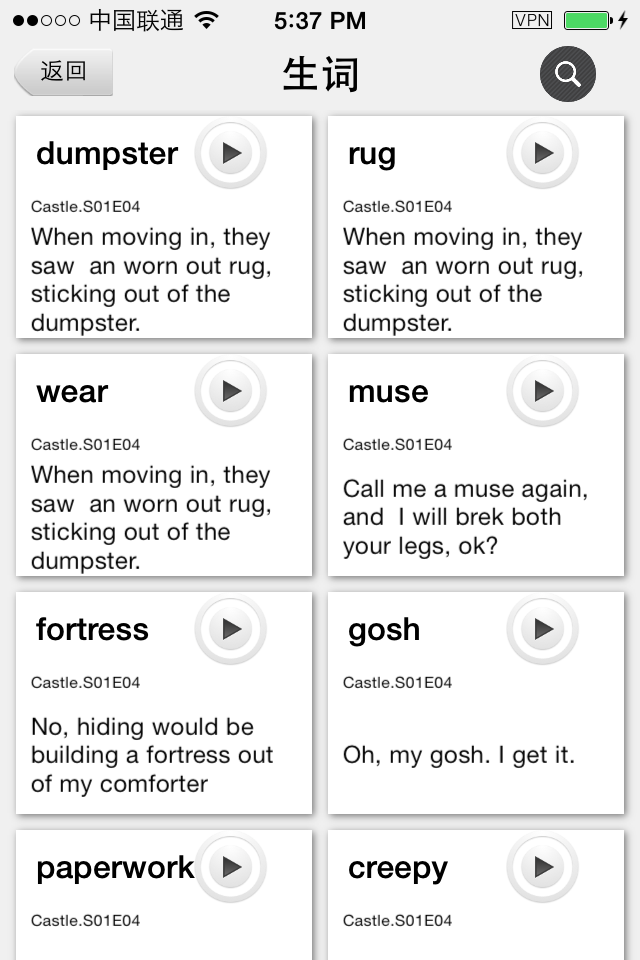 中国联通 5:37 PM VPN
返回 生词
dumpster
Castle.S01E04
When moving in, they
saw  an worn out rug,
sticking out of the
dumpster.
rug
Castle.S01E04
When moving in, they
saw  an worn out rug,
sticking out of the
dumpster.
wear
Castle.S01E04
When moving in, they
saw  an worn out rug,
sticking out of the
dumpster.
muse
Castle.S01E04
Call me a muse again,
and  I will brek both
your legs, ok?
fortress
Castle.S01E04
No, hiding would be
building a fortress out
of my comforter
gosh
Castle.S01E04
Oh, my gosh. I get it.
paperwork
Castle.S01E04
creepy
Castle.S01E04